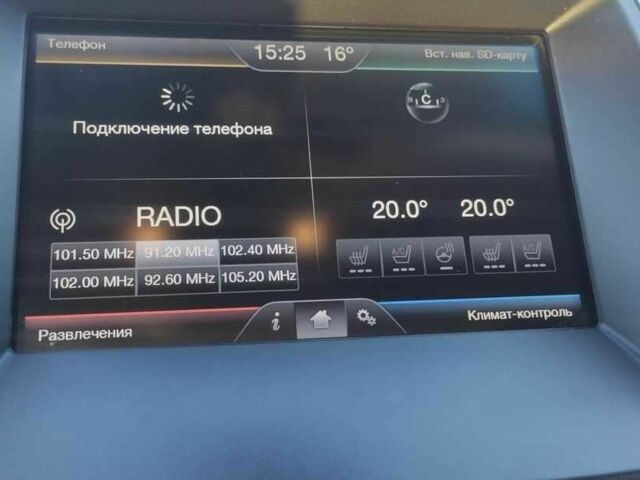 Телефон
15:25 16°
Вст. нав. SD-карту
Подключение телефона
В С З
RADIO
20.0° 20.0°
101.50 MHz 91.20 MHz 102.40 MHz
102.00 MHz 92.60 MHz 105.20 MHz
A/C A/C
i
Развлечения
Климат-контроль